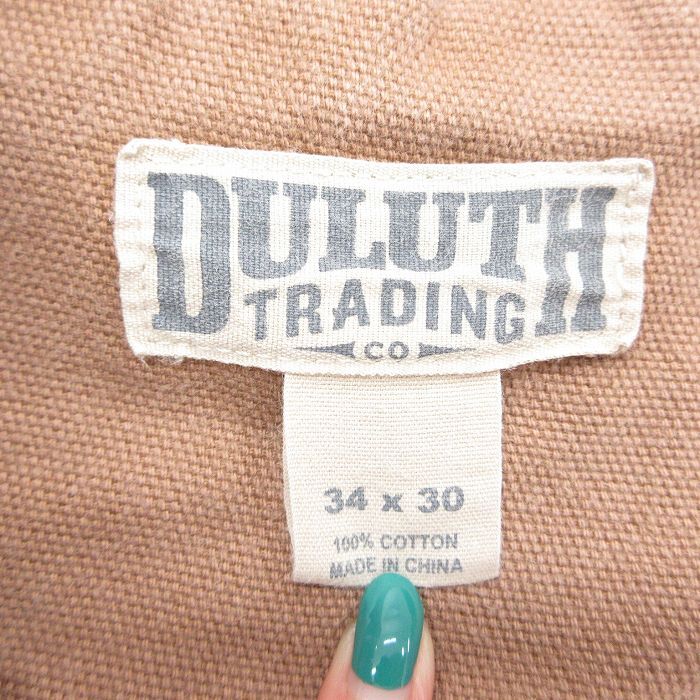 DULUTH
TRADING
CO
34 x 30
100% COTTON
MADE IN CHINA